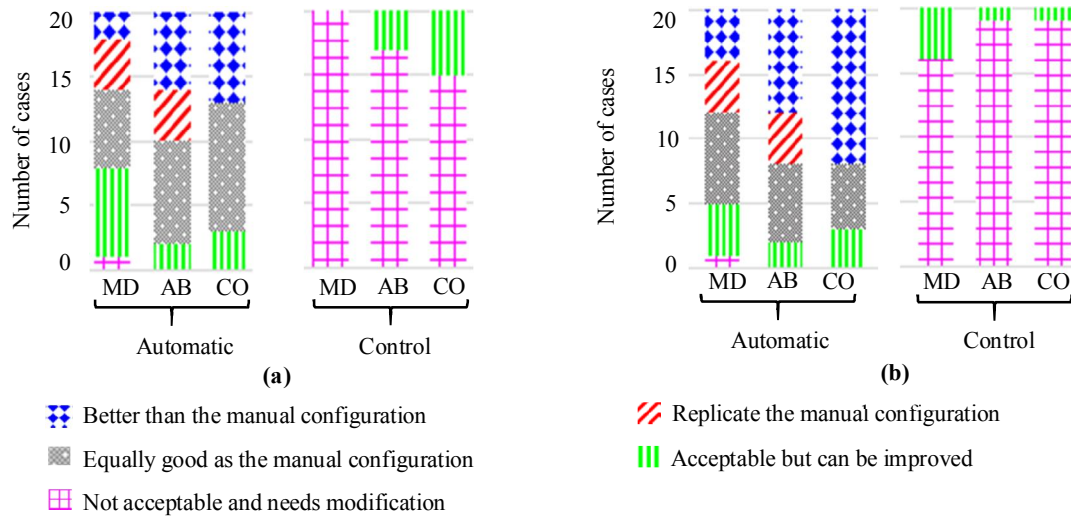 20
15
10
5
0
Number of cases
MD AB CO MD AB CO
Automatic Control
(a)
20
15
10
5
0
Number of cases
MD AB CO MD AB CO
Automatic Control
(b)
Better than the manual configuration
Replicate the manual configuration
Equally good as the manual configuration
Acceptable but can be improved
Not acceptable and needs modification